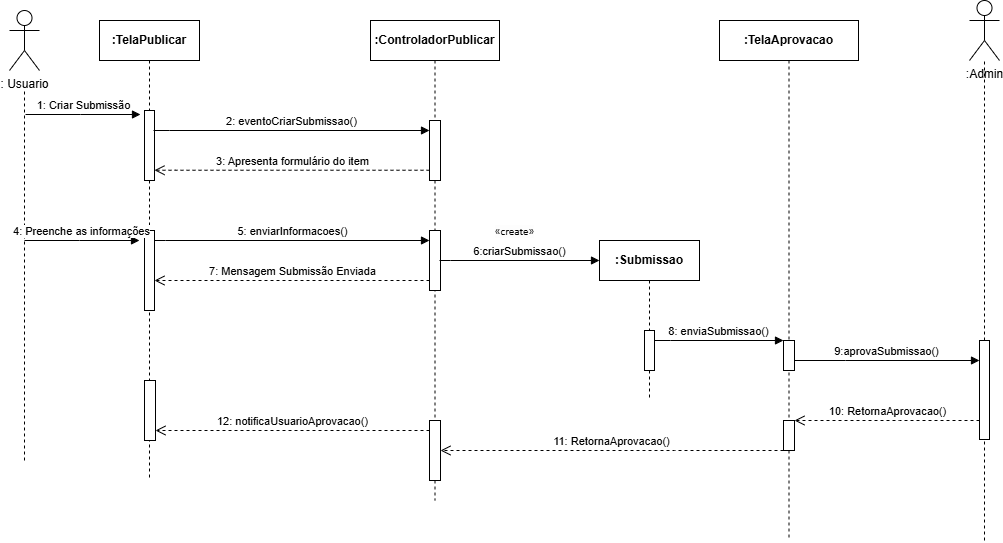 :TelaPublicar
:ControladorPublicar
:TelaAprovacao
: Usuario
:Admin
1: Criar Submissão
2: eventoCriarSubmissao()
3: Apresenta formulário do item
4: Preenche as informações
5: enviarInformacoes()
«create»
6:criarSubmissao()
:Submissao
7: Mensagem Submissão Enviada
8: enviaSubmissao()
9:aprovaSubmissao()
10: RetornaAprovacao()
12: notificaUsuarioAprovacao()
11: RetornaAprovacao()